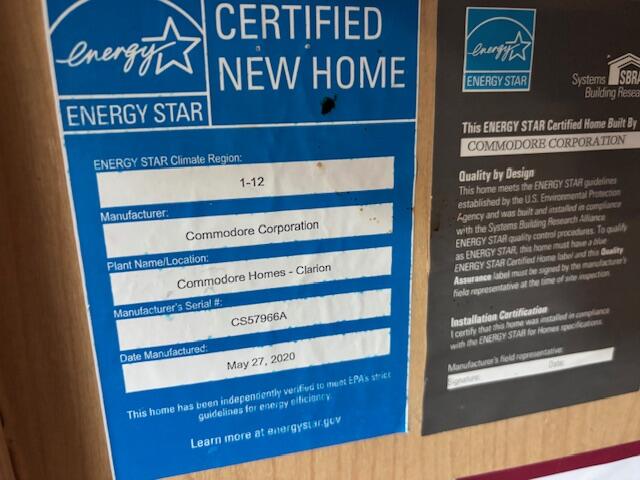 energy
ENERGY STAR
CERTIFIED
NEW HOME
ENERGY STAR Climate Region:
1-12
Manufacturer:
Commodore Corporation
Plant Name/Location:
Commodore Homes - Clarion
Manufacturer's Serial #:
CS57966A
Date Manufactured:
May 27, 2020
This home has been independently verified to meet EPA's strict
guidelines for energy efficiency.
Learn more at energystar.gov
energy
ENERGY STAR
Systems SBRA
Building Resea
This ENERGY STAR Certified Home Built By
COMMODORE CORPORATION
Quality by Design
This home meets the ENERGY STAR guidelines
established by the U.S. Environmental Protection
Agency and was built and installed in compliance
with the Systems Building Research Alliance
ENERGY STAR quality control procedures. To qualify
as ENERGY STAR, this home must have a blue
ENERGY STAR Certified Home label and this Quality
Assurance label must be signed by the manufacturer's
field representative at the time of site inspection.
Installation Certification
I certify that this home was installed in compliance
with the ENERGY STAR for Homes specifications.
Manufacturer's field representative:
Signature: Date: